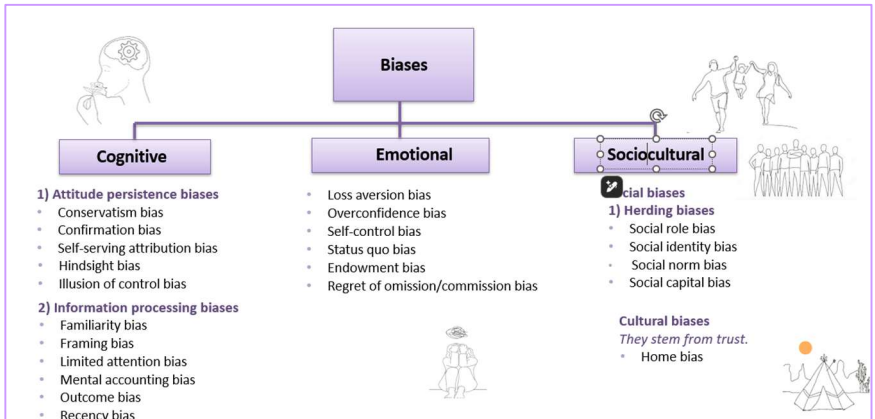 Biases
Cognitive
Emotional
Sociocultural
1) Attitude persistence biases
Conservatism bias
Confirmation bias
Self-serving attribution bias
Hindsight bias
Illusion of control bias
2) Information processing biases
Familiarity bias
Framing bias
Limited attention bias
Mental accounting bias
Outcome bias
Recency bias
Loss aversion bias
Overconfidence bias
Self-control bias
Status quo bias
Endowment bias
Regret of omission/commission bias
biases
1) Herding biases
Social role bias
Social identity bias
Social norm bias
Social capital bias
Cultural biases
They stem from trust.
Home bias